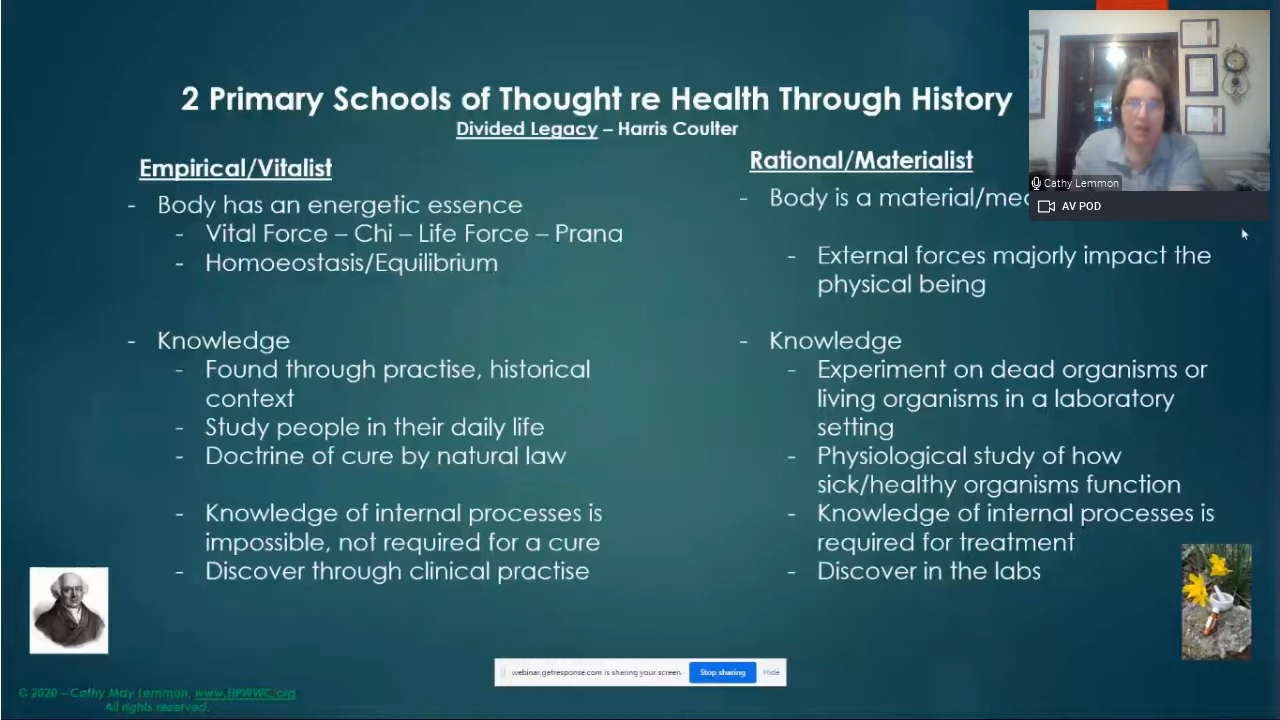 2 Primary Schools of Thought re Health Through History
Divided Legacy – Harris Coulter
Empirical/Vitalist
- Body has an energetic essence
- Vital Force – Chi – Life Force – Prana
- Homoeostasis/Equilibrium
- Knowledge
- Found through practise, historical
context
- Study people in their daily life
- Doctrine of cure by natural law
- Knowledge of internal processes is
impossible, not required for a cure
- Discover through clinical practise
Rational/Materialist
- Body is a material/mec
- External forces majorly impact the
physical being
- Knowledge
- Experiment on dead organisms or
living organisms in a laboratory
setting
- Physiological study of how
sick/healthy organisms function
- Knowledge of internal processes is
required for treatment
- Discover in the labs
Cathy Lemmon
AV POD
webinar.getresponse.com is sharing your screen.
Stop sharing
Hide
© 2020 – Cathy May Lemmon, www.HPWWC.org
All rights reserved.